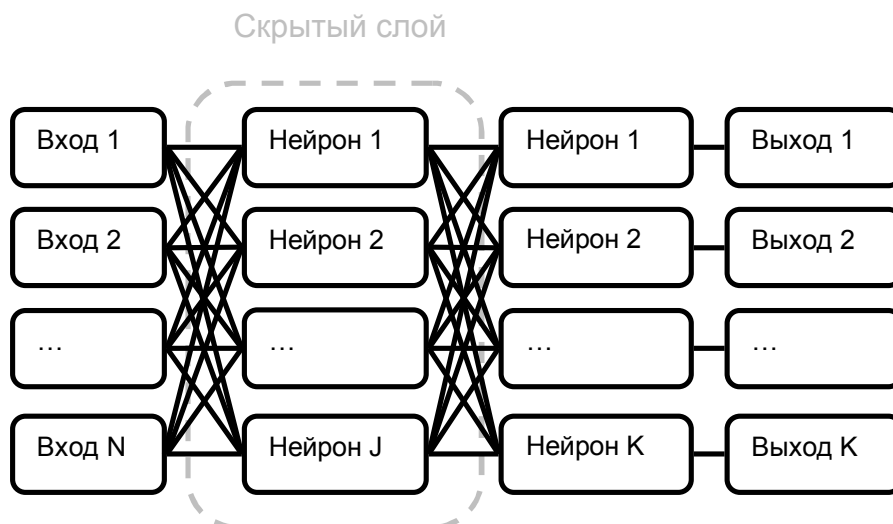 Скрытый слой
Вход 1
Нейрон 1
Нейрон 1
Выход 1
Вход 2
Нейрон 2
Нейрон 2
Выход 2
…
…
…
…
Вход N
Нейрон J
Нейрон K
Выход K